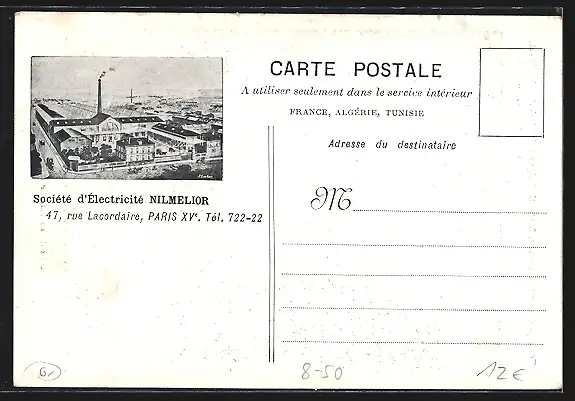 CARTE POSTALE
A utiliser seulement dans le service intérieur
FRANCE, ALGÉRIE, TUNISIE
Adresse du destinataire
M
Société d'Électricité NILMELIOR
47, rue Lacordaire, PARIS XVe. Tél. 722-22
8-50
12€